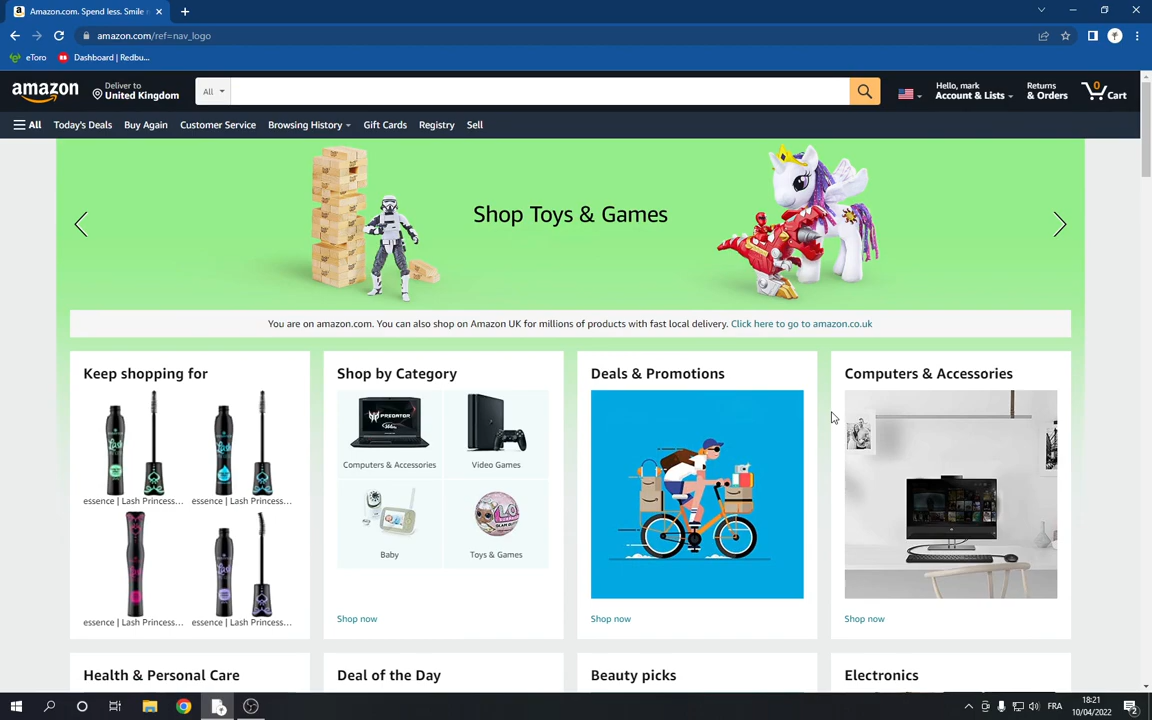 Amazon.com. Spend less. Smile
amazon.com/ref=nav_logo
eToro
Dashboard | Redbu...
amazon
Deliver to
United Kingdom
All
Hello, mark
Account & Lists
Returns
& Orders
0
Cart
All
Today's Deals
Buy Again
Customer Service
Browsing History
Gift Cards
Registry
Sell
Shop Toys & Games
You are on amazon.com. You can also shop on Amazon UK for millions of products with fast local delivery. Click here to go to amazon.co.uk
Keep shopping for
essence | Lash Princess...
essence | Lash Princess...
essence | Lash Princess...
essence | Lash Princess...
Shop by Category
PREDATOR
Computers & Accessories
Video Games
Baby
Toys & Games
Shop now
Deals & Promotions
Shop now
Computers & Accessories
Shop now
Health & Personal Care
Deal of the Day
Beauty picks
Electronics
FRA
18:21
10/04/2022
2